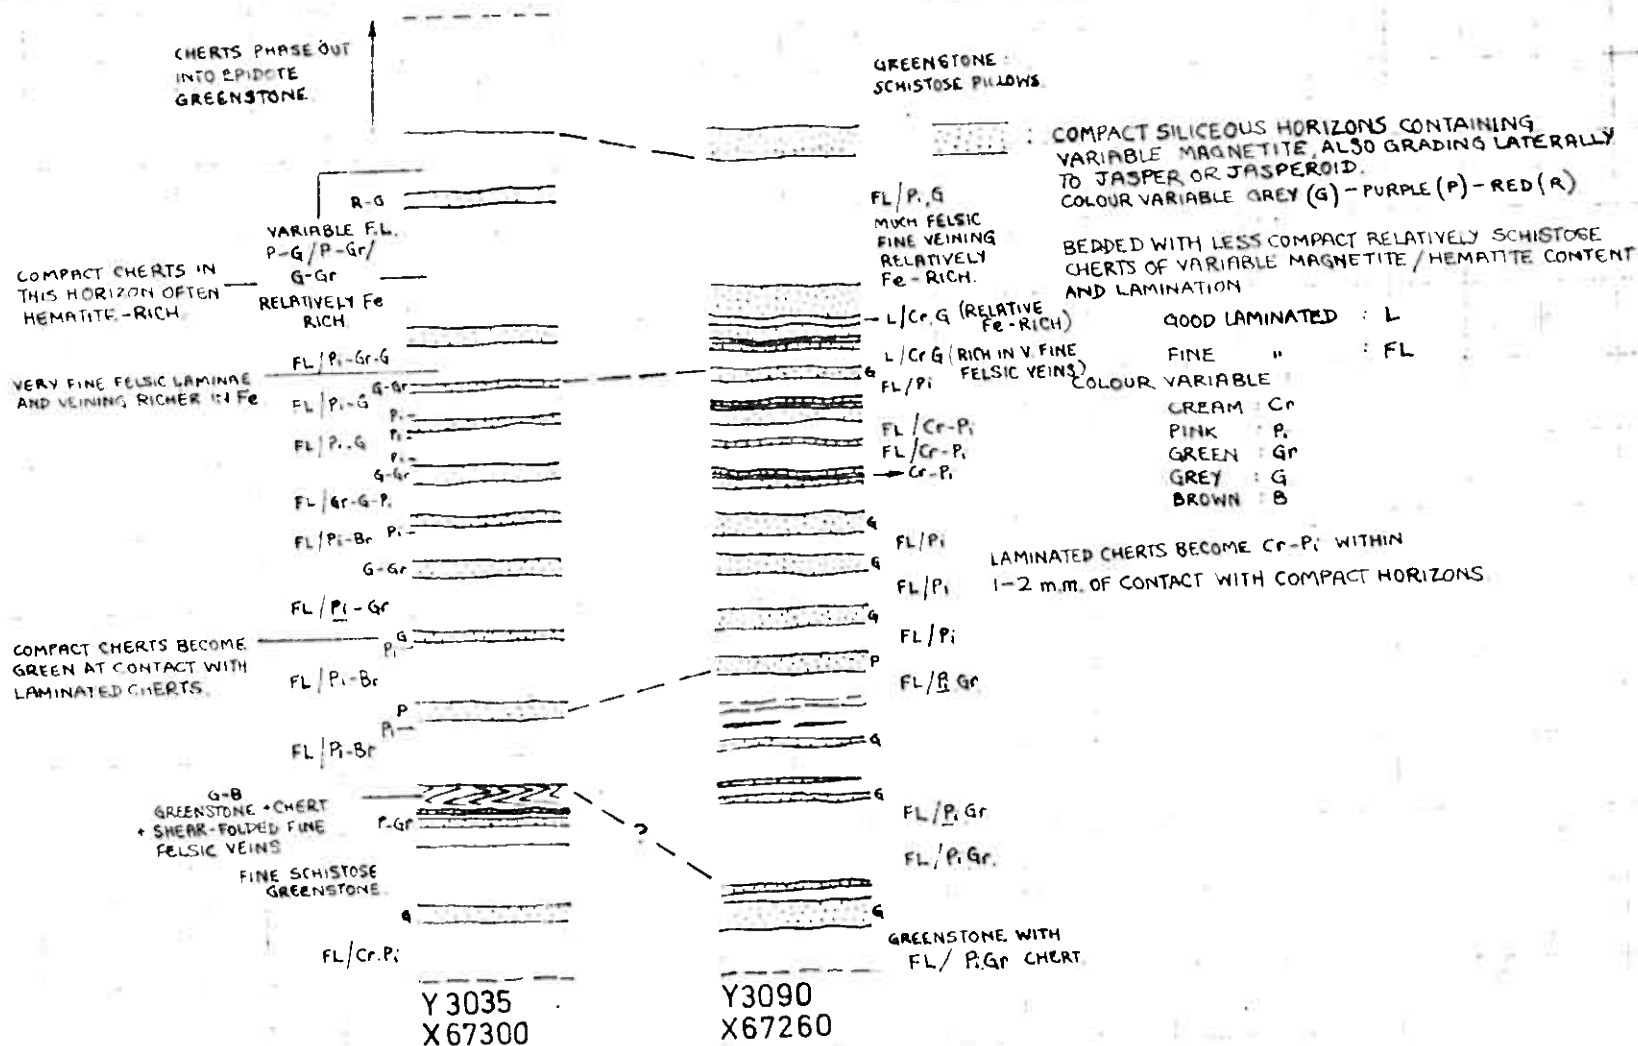 CHERTS PHASE OUT
INTO EPIDOTE
GREENSTONE.
R-G
VARIABLE F.L.
P-G/P-Gr/
G-Gr
RELATIVELY Fe
RICH
COMPACT CHERTS IN
THIS HORIZON OFTEN
HEMATITE-RICH
FL/Pi-Gr-G
VERY FINE FELSIC LAMINAE
AND VEINING RICHER IN Fe
G-Gr
FL/Pi-G
Pi
FL/Pi.G
Pi
Pi
G-Gr
FL/Gr-G-Pi
FL/Pi-Br
Pi
G-Gr
FL/Pi-Gr
COMPACT CHERTS BECOME
GREEN AT CONTACT WITH
LAMINATED CHERTS.
G
Pi
FL/Pi-Br
P
Pi
FL/Pi-Br
G-B
GREENSTONE + CHERT
+ SHEAR-FOLDED FINE
FELSIC VEINS
P-Gr
FINE SCHISTOSE
GREENSTONE.
G
FL/Cr.Pi
Y 3035
X67300
?
GREENSTONE :
SCHISTOSE PILLOWS.
FL/Pi,G
MUCH FELSIC
FINE VEINING
RELATIVELY
Fe-RICH.
L/Cr.G (RELATIVE
Fe-RICH)
L/Cr G (RICH IN V. FINE
FELSIC VEINS)
G
FL/Pi
FL/Cr-Pi
FL/Cr-Pi
Cr-Pi
G
FL/Pi
G
FL/Pi
G
FL/Pi
P
FL/Pi Gr
G
G
FL/Pi Gr
FL/Pi Gr.
G
GREENSTONE WITH
FL/ Pi Gr CHERT
Y3090
X67260
: COMPACT SILICEOUS HORIZONS CONTAINING
VARIABLE MAGNETITE, ALSO GRADING LATERALLY
TO JASPER OR JASPEROID.
COLOUR VARIABLE GREY (G) - PURPLE (P) - RED (R)
BEDDED WITH LESS COMPACT RELATIVELY SCHISTOSE
CHERTS OF VARIABLE MAGNETITE / HEMATITE CONTENT
AND LAMINATION
GOOD LAMINATED : L
FINE " : FL
COLOUR VARIABLE
CREAM : Cr
PINK : Pi
GREEN : Gr
GREY : G
BROWN : B
LAMINATED CHERTS BECOME Cr-Pi WITHIN
1-2 m.m. OF CONTACT WITH COMPACT HORIZONS